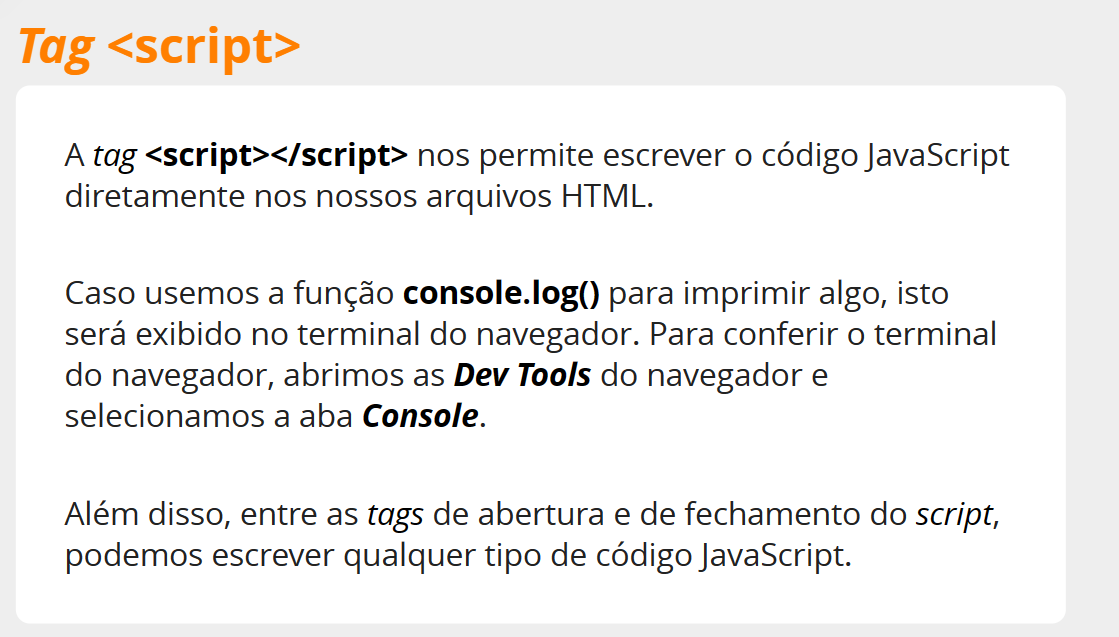 Tag <script>
A tag <script></script> nos permite escrever o código JavaScript
diretamente nos nossos arquivos HTML.
Caso usemos a função console.log() para imprimir algo, isto
será exibido no terminal do navegador. Para conferir o terminal
do navegador, abrimos as Dev Tools do navegador e
selecionamos a aba Console.
Além disso, entre as tags de abertura e de fechamento do script,
podemos escrever qualquer tipo de código JavaScript.